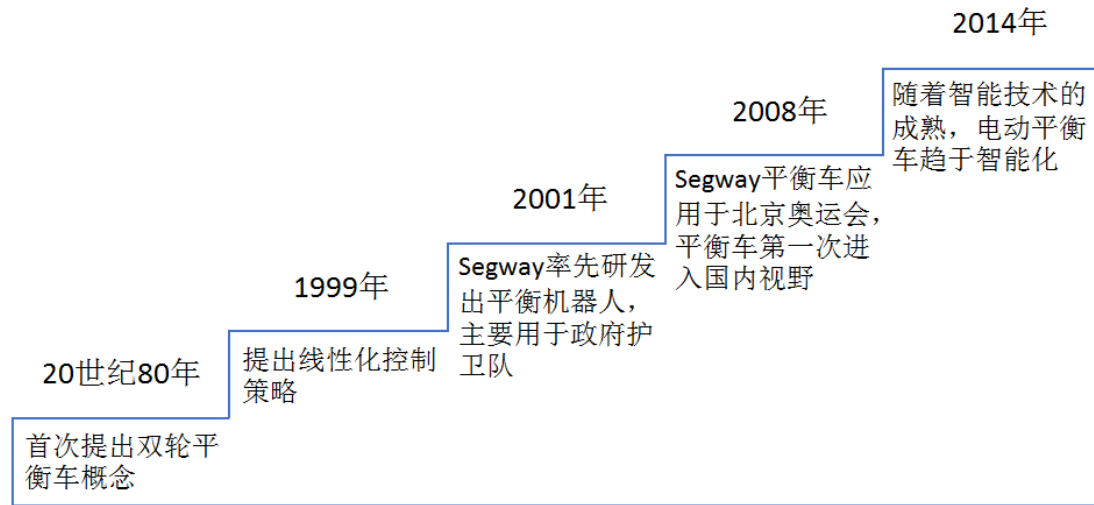 20世纪80年
首次提出双轮平
衡车概念
1999年
提出线性化控制
策略
2001年
Segway率先研发
出平衡机器人，
主要用于政府护
卫队
2008年
Segway平衡车应
用于北京奥运会，
平衡车第一次进
入国内视野
2014年
随着智能技术的
成熟，电动平衡
车趋于智能化